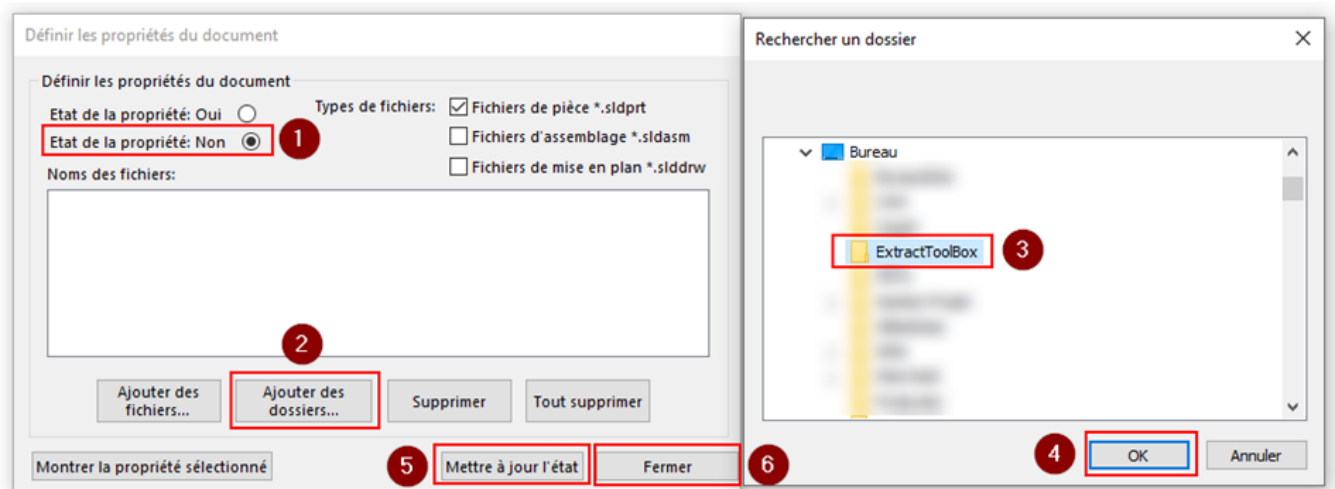 Définir les propriétés du document
Définir les propriétés du document
Etat de la propriété: Oui
Types de fichiers:
Fichiers de pièce *.sldprt
Etat de la propriété: Non
1
Fichiers d'assemblage *.sldasm
Fichiers de mise en plan *.slddrw
Noms des fichiers:
2
Ajouter des
fichiers...
Ajouter des
dossiers...
Supprimer
Tout supprimer
Montrer la propriété sélectionné
5
Mettre à jour l'état
Fermer
6
Rechercher un dossier
Bureau
ExtractToolBox
3
4
OK
Annuler